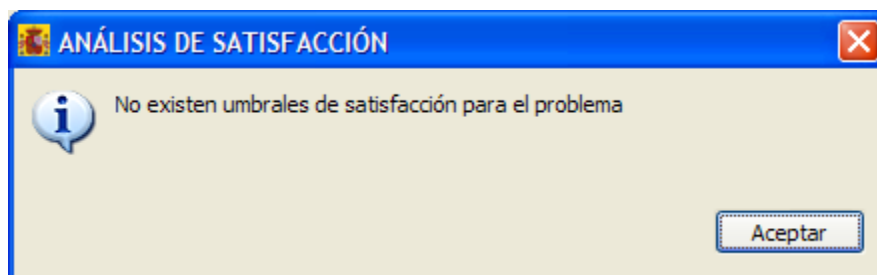 ANÁLISIS DE SATISFACCIÓN
No existen umbrales de satisfacción para el problema
Aceptar